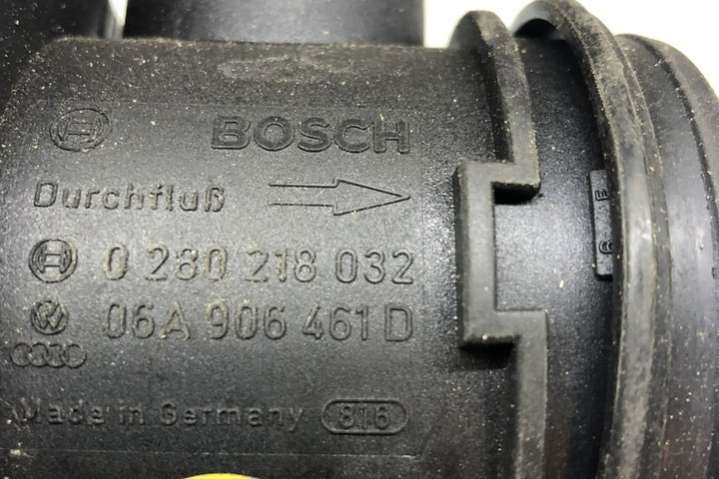 BOSCH
Durchfluß
0 280 218 032
06A 906 461 D
Made in Germany 816